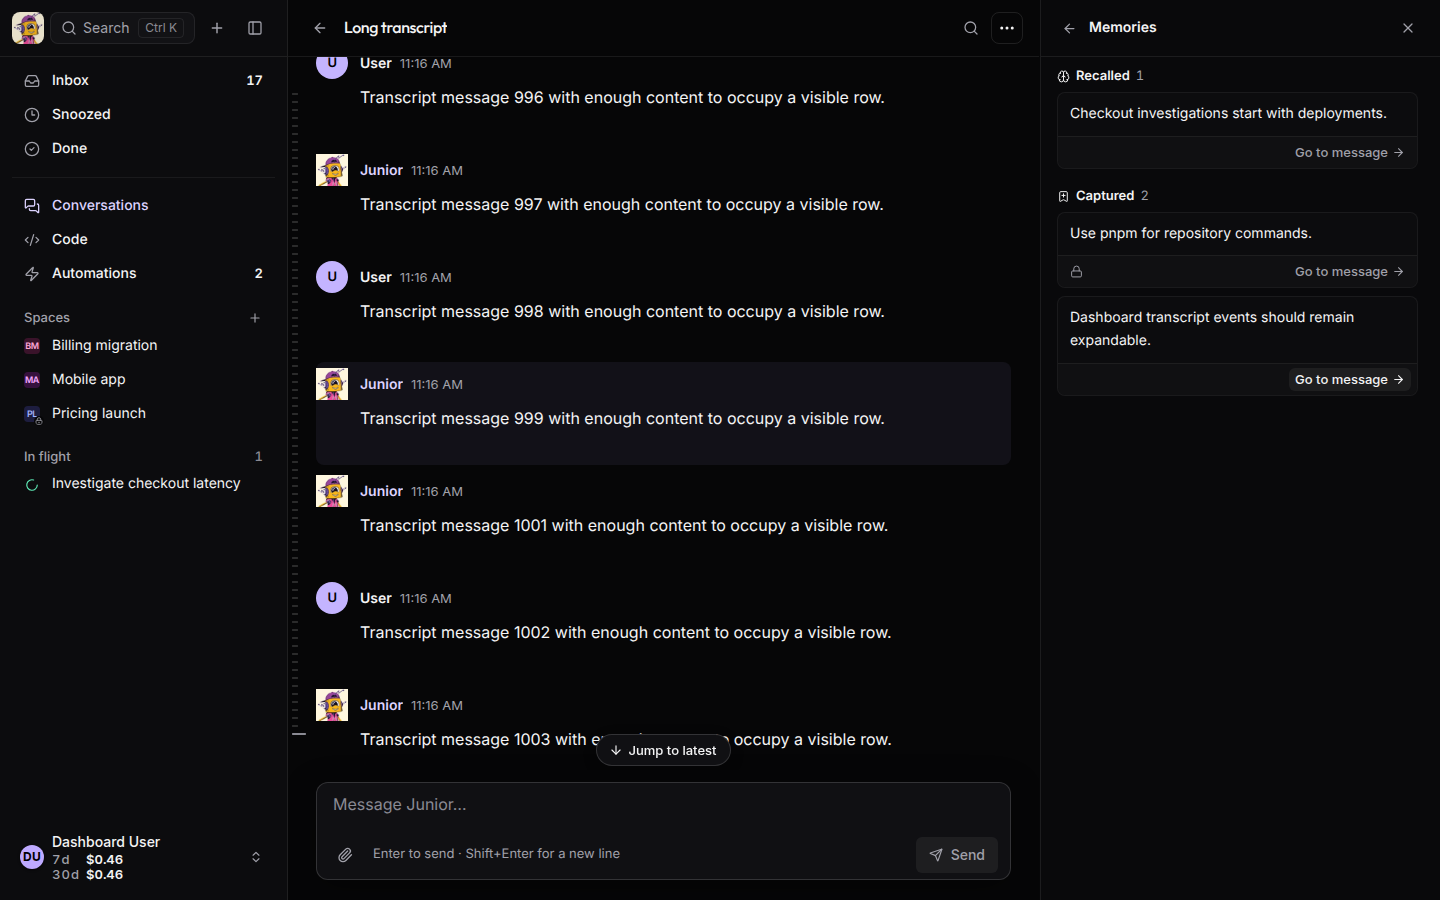 Search Ctrl K
Inbox 17
Snoozed
Done
Conversations
Code
Automations 2
Spaces
BM Billing migration
MA Mobile app
PL Pricing launch
In flight 1
Investigate checkout latency
DU Dashboard User
7d $0.46
30d $0.46
Long transcript
U User 11:16 AM
Transcript message 996 with enough content to occupy a visible row.
Junior 11:16 AM
Transcript message 997 with enough content to occupy a visible row.
U User 11:16 AM
Transcript message 998 with enough content to occupy a visible row.
Junior 11:16 AM
Transcript message 999 with enough content to occupy a visible row.
Junior 11:16 AM
Transcript message 1001 with enough content to occupy a visible row.
U User 11:16 AM
Transcript message 1002 with enough content to occupy a visible row.
Junior 11:16 AM
Transcript message 1003 with occupy a visible row.
Jump to latest
Message Junior...
Enter to send · Shift+Enter for a new line
Send
Memories
Recalled 1
Checkout investigations start with deployments.
Go to message
Captured 2
Use pnpm for repository commands.
Go to message
Dashboard transcript events should remain
expandable.
Go to message